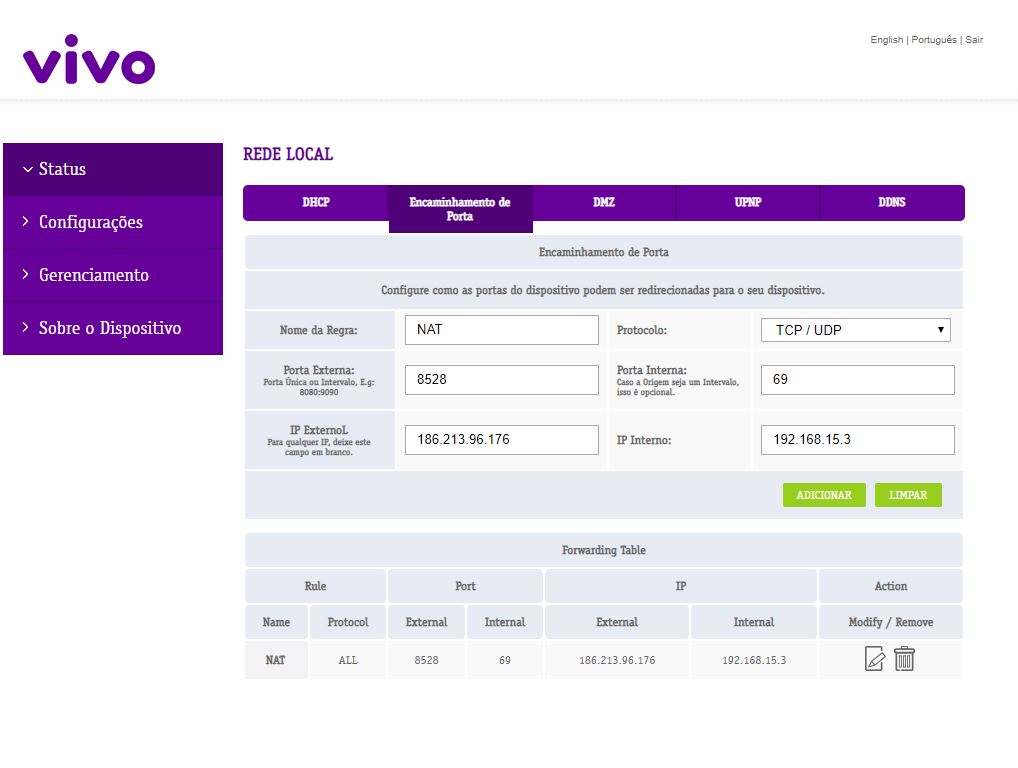 vivo
English | Português | Sair
Status
Configurações
Gerenciamento
Sobre o Dispositivo
REDE LOCAL
DHCP
Encaminhamento de
Porta
DMZ
UPNP
DDNS
Encaminhamento de Porta
Configure como as portas do dispositivo podem ser redirecionadas para o seu dispositivo.
Nome da Regra:
NAT
Protocolo:
TCP / UDP
Porta Externa:
Porta Única ou Intervalo, E.g:
8080:9090
8528
Porta Interna:
Caso a Origem seja um Intervalo,
isso é opcional.
69
IP ExternoL
Para qualquer IP, deixe este
campo em branco.
186.213.96.176
IP Interno:
192.168.15.3
ADICIONAR
LIMPAR
Forwarding Table
Rule
Port
IP
Action
Name
Protocol
External
Internal
External
Internal
Modify / Remove
NAT
ALL
8528
69
186.213.96.176
192.168.15.3